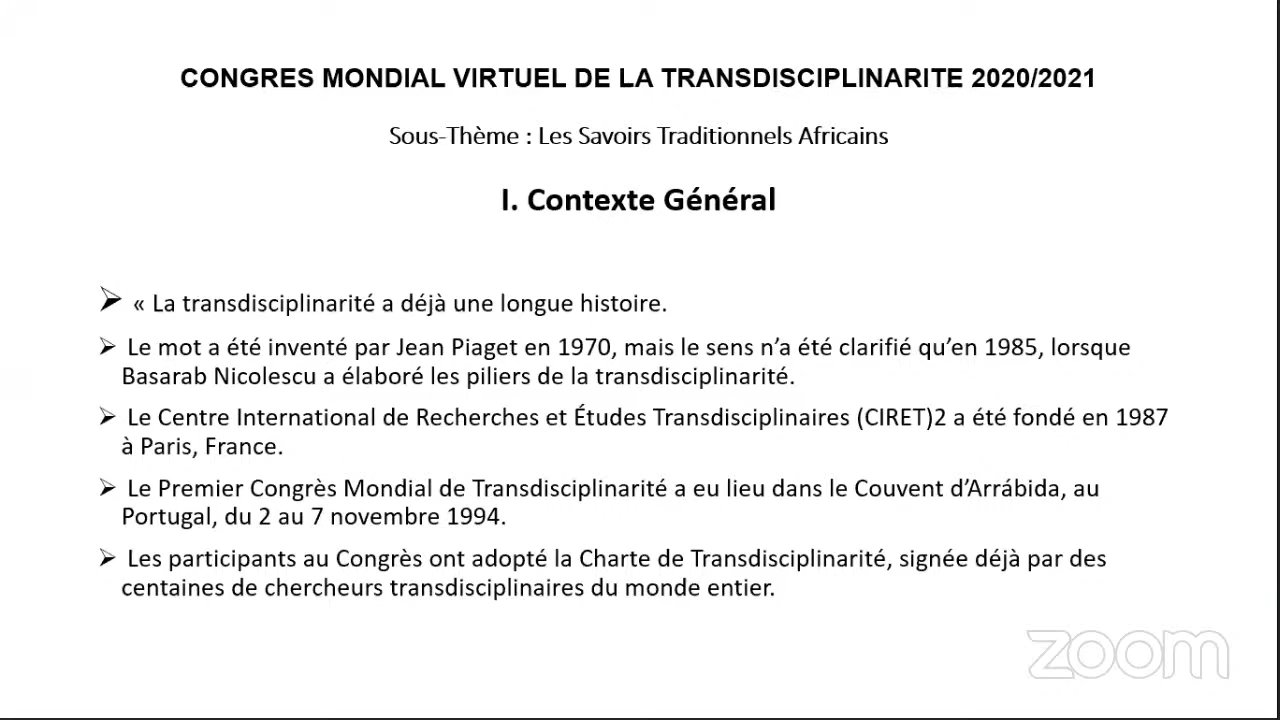 CONGRES MONDIAL VIRTUEL DE LA TRANSDISCIPLINARITE 2020/2021
Sous-Thème : Les Savoirs Traditionnels Africains
I. Contexte Général
➢ « La transdisciplinarité a déjà une longue histoire.
➢ Le mot a été inventé par Jean Piaget en 1970, mais le sens n’a été clarifié qu’en 1985, lorsque
Basarab Nicolescu a élaboré les piliers de la transdisciplinarité.
➢ Le Centre International de Recherches et Études Transdisciplinaires (CIRET)2 a été fondé en 1987
à Paris, France.
➢ Le Premier Congrès Mondial de Transdisciplinarité a eu lieu dans le Couvent d’Arrábida, au
Portugal, du 2 au 7 novembre 1994.
➢ Les participants au Congrès ont adopté la Charte de Transdisciplinarité, signée déjà par des
centaines de chercheurs transdisciplinaires du monde entier.
zoom